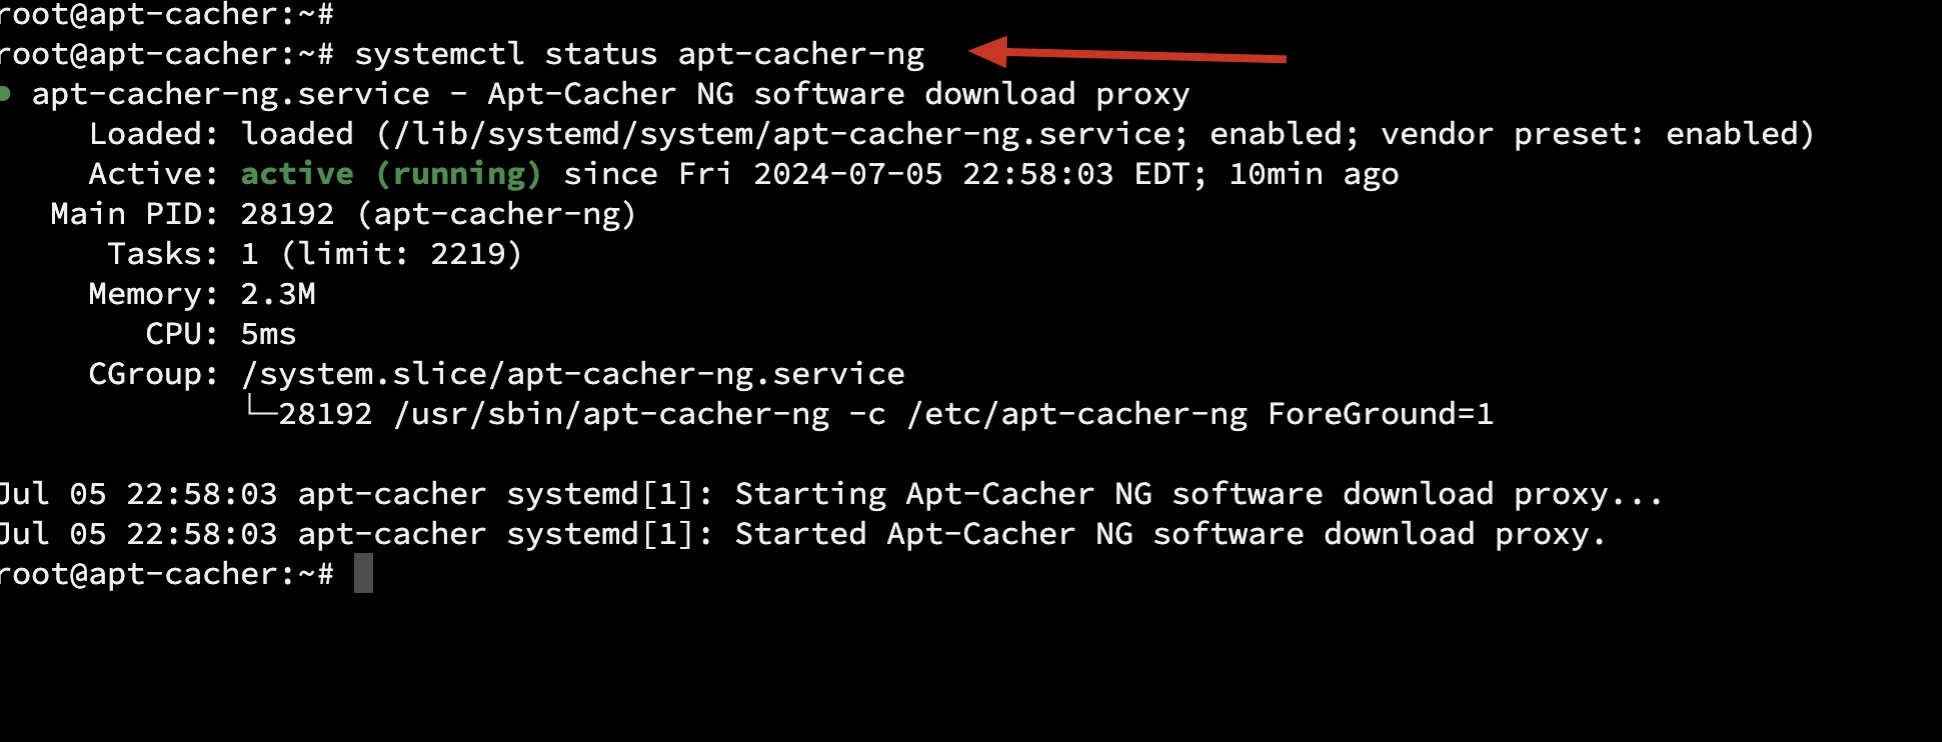 root@apt-cacher:~#
root@apt-cacher:~# systemctl status apt-cacher-ng
● apt-cacher-ng.service - Apt-Cacher NG software download proxy
     Loaded: loaded (/lib/systemd/system/apt-cacher-ng.service; enabled; vendor preset: enabled)
     Active: active (running) since Fri 2024-07-05 22:58:03 EDT; 10min ago
   Main PID: 28192 (apt-cacher-ng)
      Tasks: 1 (limit: 2219)
     Memory: 2.3M
        CPU: 5ms
     CGroup: /system.slice/apt-cacher-ng.service
             └─28192 /usr/sbin/apt-cacher-ng -c /etc/apt-cacher-ng ForeGround=1

Jul 05 22:58:03 apt-cacher systemd[1]: Starting Apt-Cacher NG software download proxy...
Jul 05 22:58:03 apt-cacher systemd[1]: Started Apt-Cacher NG software download proxy.
root@apt-cacher:~#